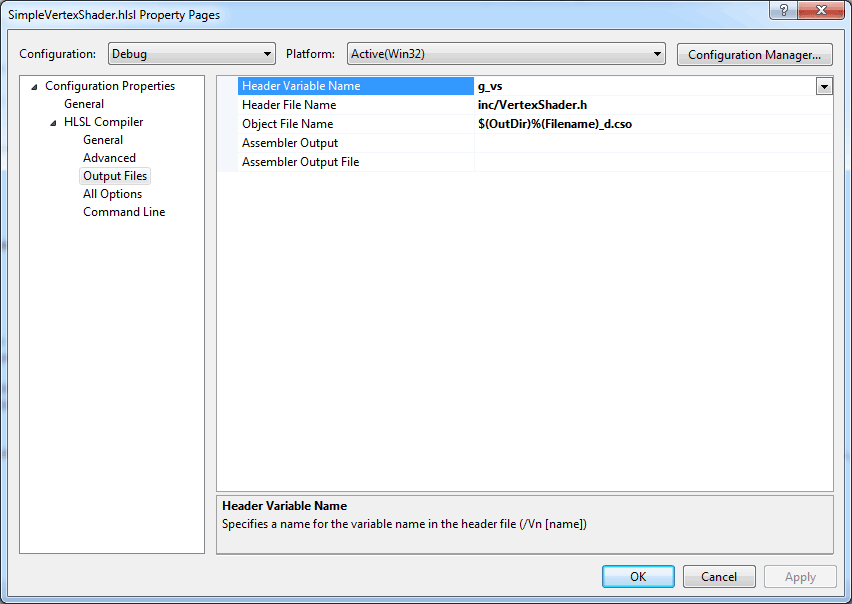 SimpleVertexShader.hlsl Property Pages
?
Configuration: Debug Platform: Active(Win32) Configuration Manager...
Configuration Properties
General
HLSL Compiler
General
Advanced
Output Files
All Options
Command Line
Header Variable Name g_vs
Header File Name inc/VertexShader.h
Object File Name $(OutDir)%(Filename)_d.cso
Assembler Output
Assembler Output File
Header Variable Name
Specifies a name for the variable name in the header file (/Vn [name])
OK Cancel Apply